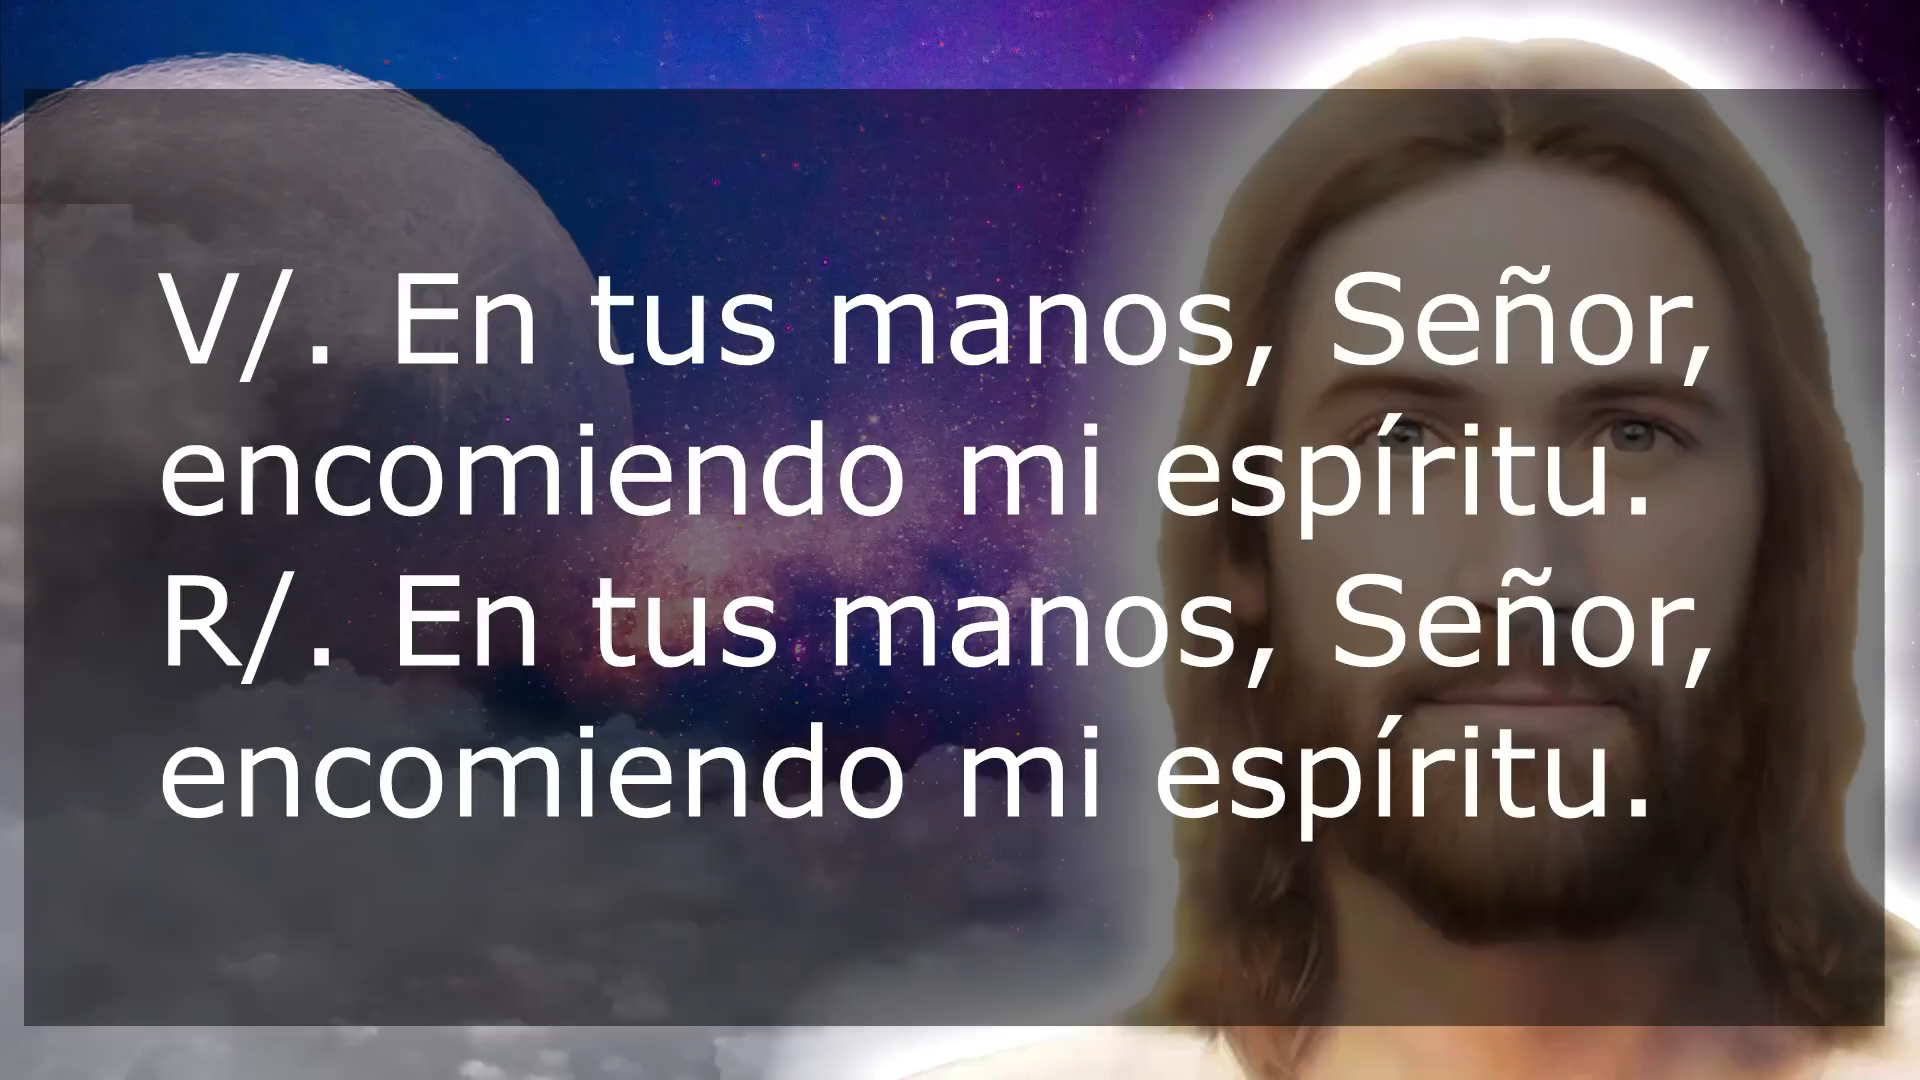 V/. En tus manos, Señor,
encomiendo mi espíritu.
R/. En tus manos, Señor,
encomiendo mi espíritu.